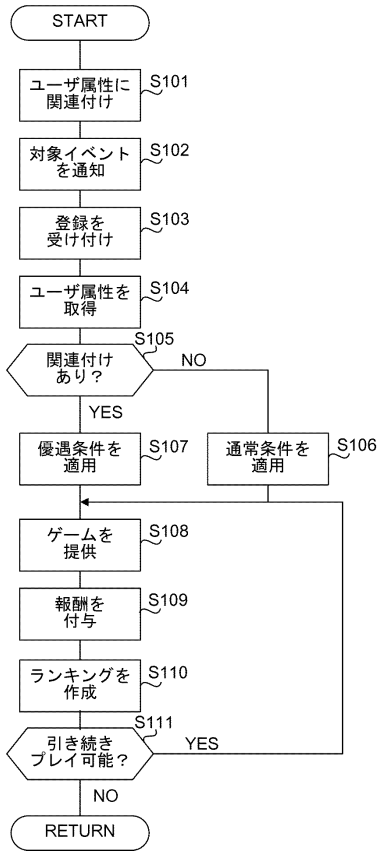 START
ユーザ属性に
関連付け
S101
対象イベント
を通知
S102
登録を
受け付け
S103
ユーザ属性を
取得
S104
関連付け
あり？
S105
NO
YES
優遇条件を
適用
S107
通常条件を
適用
S106
ゲームを
提供
S108
報酬を
付与
S109
ランキングを
作成
S110
引き続き
プレイ可能？
S111
YES
NO
RETURN